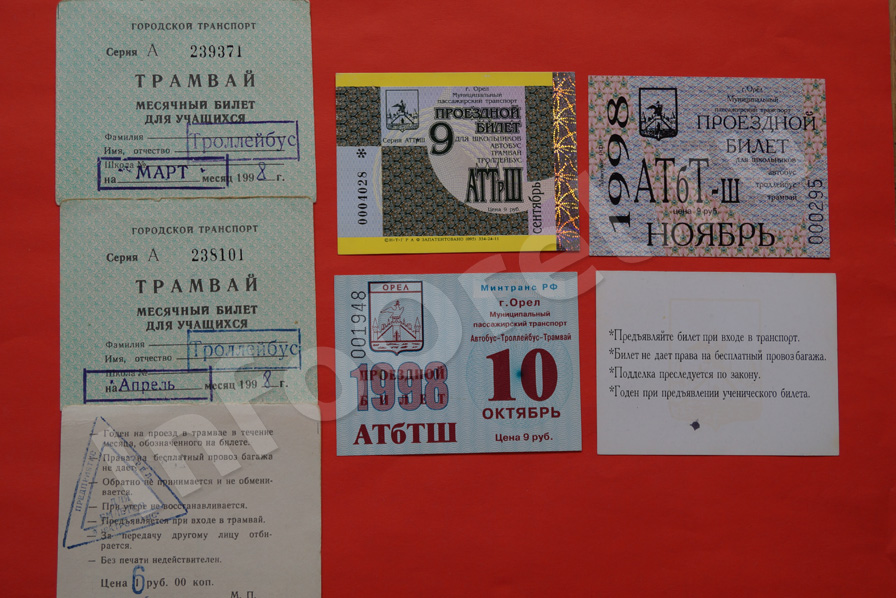 ГОРОДСКОЙ ТРАНСПОРТ
Серия А 239371
ТРАМВАЙ
МЕСЯЧНЫЙ БИЛЕТ
ДЛЯ УЧАЩИХСЯ
Фамилия
Троллейбус
Имя, отчество
Школа №
на МАРТ месяц 1998 г.
ГОРОДСКОЙ ТРАНСПОРТ
Серия А 238101
ТРАМВАЙ
МЕСЯЧНЫЙ БИЛЕТ
ДЛЯ УЧАЩИХСЯ
Фамилия
Троллейбус
Имя, отчество
Школа №
на Апрель месяц 1998 г.
— Годен на проезд в трамвае в течение
месяца, обозначенного на билете.
— Права на бесплатный провоз багажа
не дает.
— Обратно не принимается и не обмени-
вается.
— При утере не восстанавливается.
— Предъявляется при входе в трамвай.
— За передачу другому лицу отби-
рается.
— Без печати недействителен.
Цена 6 руб. 00 коп.
М. П.
г. Орел
Муниципальный
пассажирский транспорт
ПРОЕЗДНОЙ
9 БИЛЕТ
Серия АТТрШ
ДЛЯ ШКОЛЬНИКОВ
АВТОБУС
ТРАМВАЙ
ТРОЛЛЕЙБУС
АТТрШ
Цена 9 руб.
сентябрь
0004028 *
г.Орёл
Муниципальный
пассажирский транспорт
ПРОЕЗДНОЙ
БИЛЕТ
для школьников
автобус
троллейбус
трамвай
1998
АТбТ-ш
цена 9 руб.
НОЯБРЬ
000295
ОРЕЛ
001948
1998
ПРОЕЗДНОЙ
БИЛЕТ
АТбТШ
Минтранс РФ
г.Орел
Муниципальный
пассажирский транспорт
Автобус-Троллейбус-Трамвай
10
ОКТЯБРЬ
Цена 9 руб.
*Предъявляйте билет при входе в транспорт.
*Билет не дает права на бесплатный провоз багажа.
*Подделка преследуется по закону.
*Годен при предъявлении ученического билета.